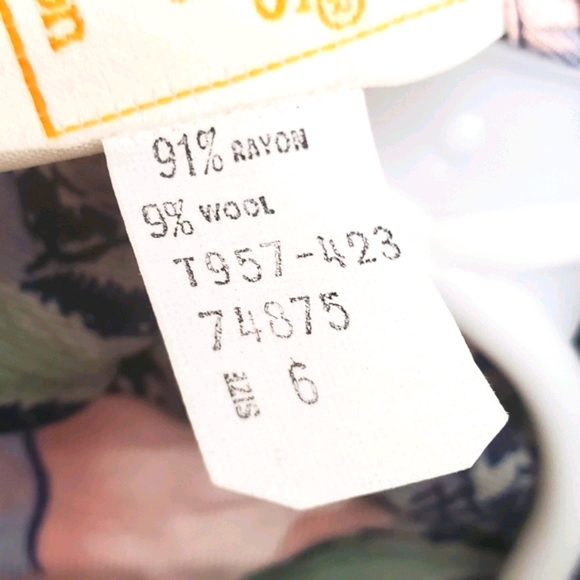 91% RAYON
9% WOOL
T957-423
74875
SIZE 6